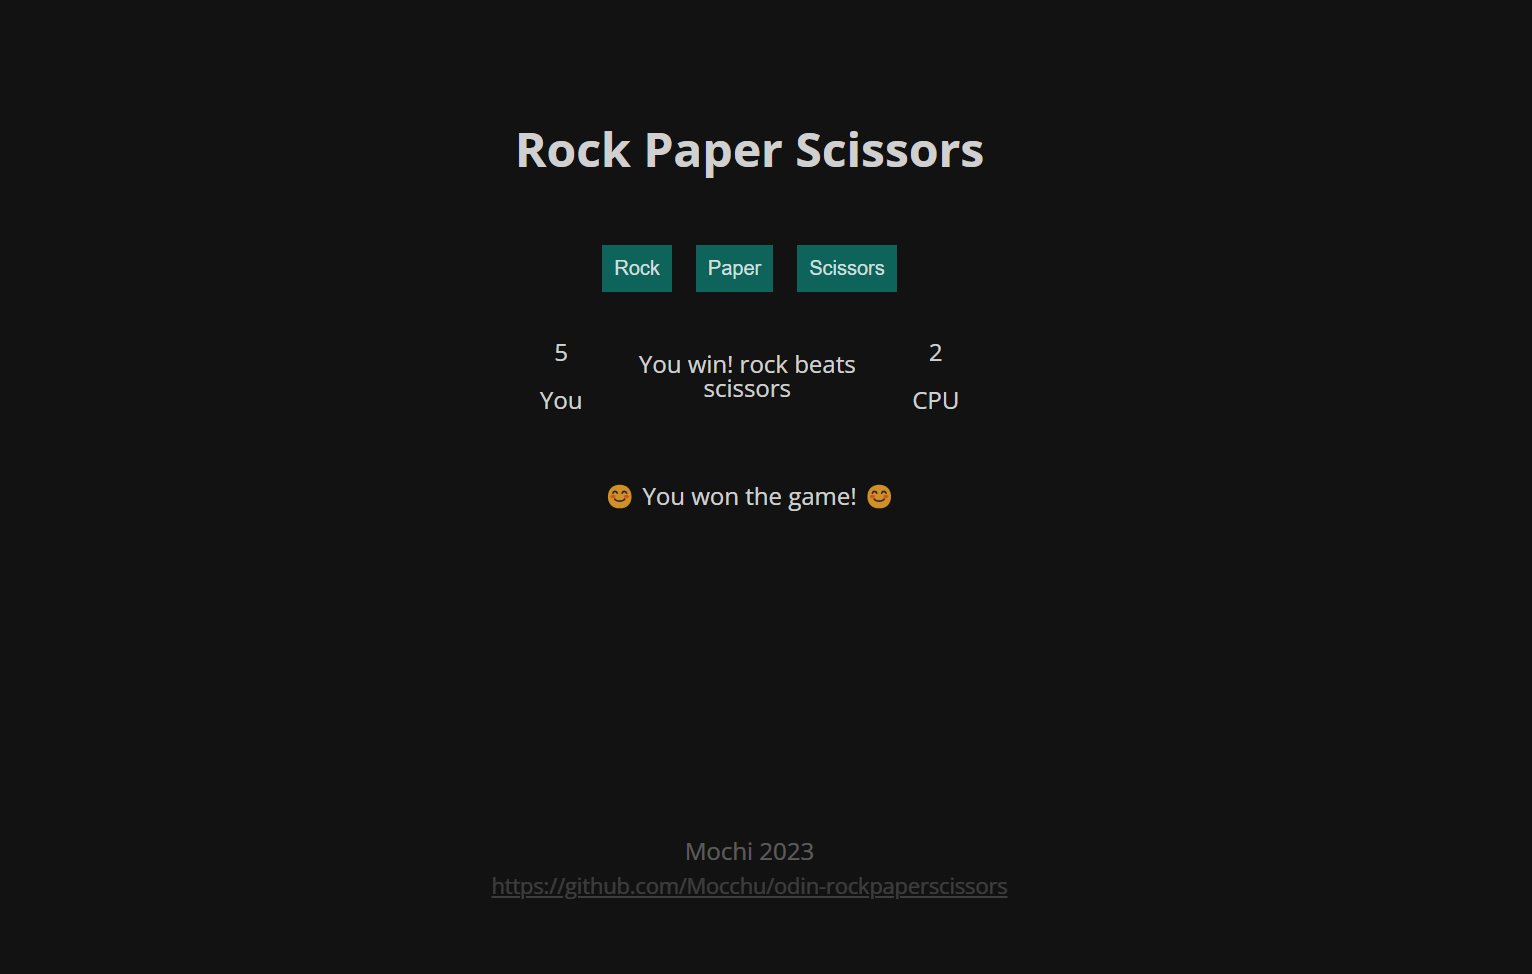 Rock Paper Scissors
Rock Paper Scissors
5
You
You win! rock beats
scissors
2
CPU
😊 You won the game! 😊
Mochi 2023
https://github.com/Mocchu/odin-rockpaperscissors